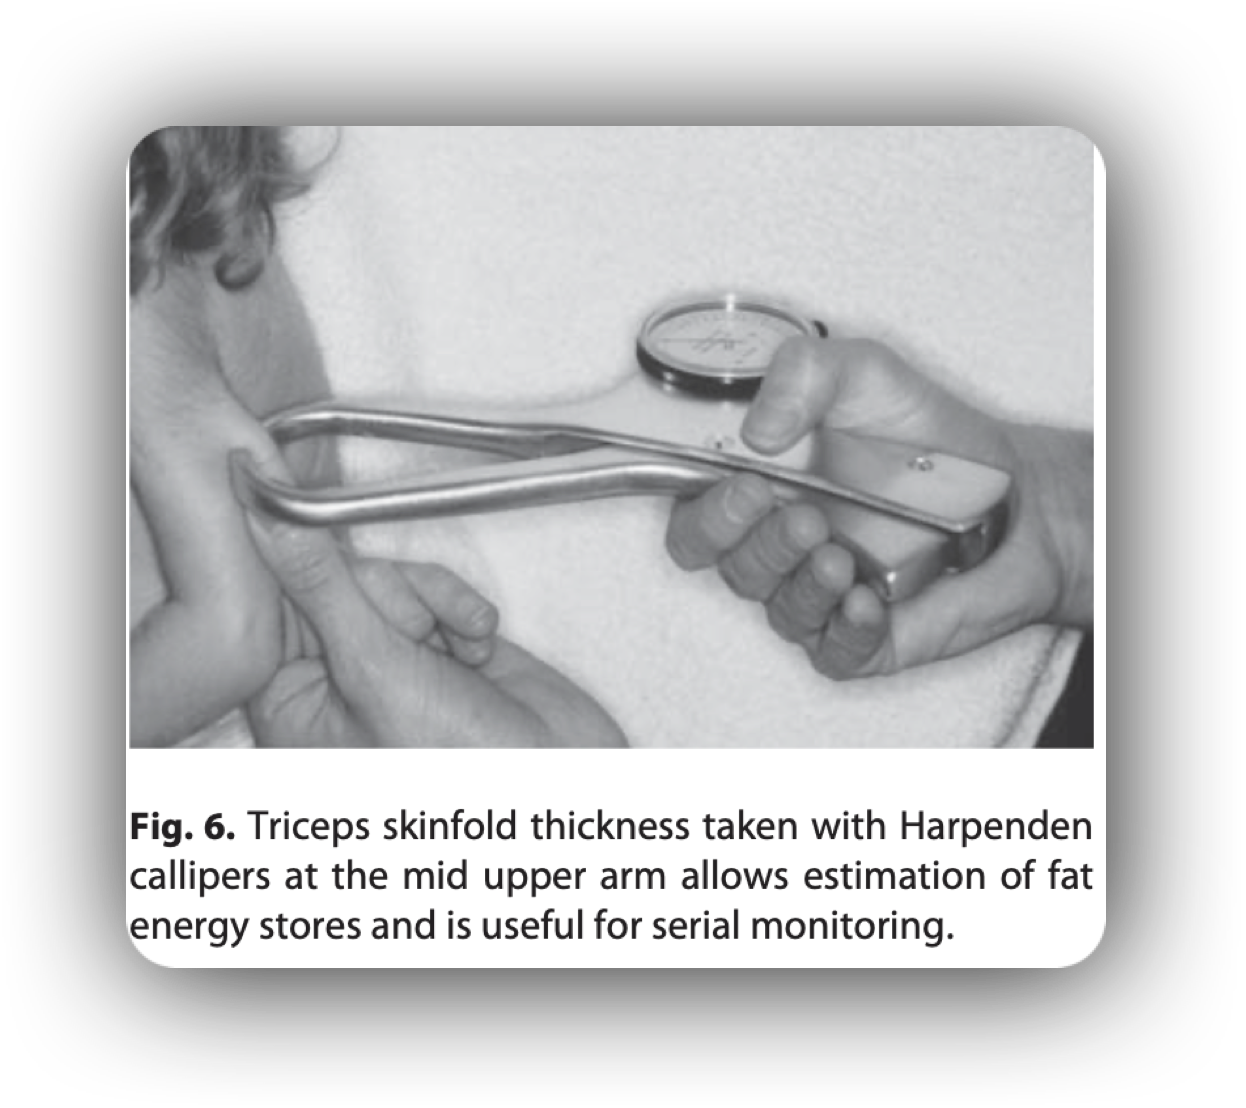 Fig. 6. Triceps skinfold thickness taken with Harpenden
callipers at the mid upper arm allows estimation of fat
energy stores and is useful for serial monitoring.